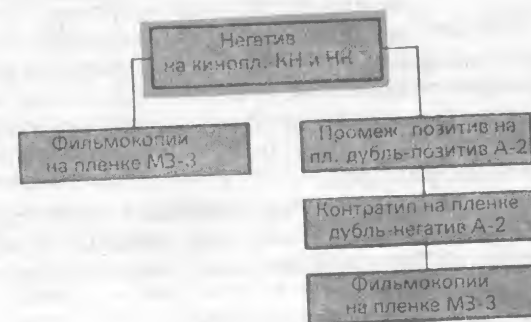 Негатив
на кинопл. КН и НК
Фильмокопии
на пленке МЗ-3
Промеж. позитив на
пл. дубль-позитив А-2
Контратип на пленке
дубль-негатив А-2
Фильмокопии
на пленке МЗ-3